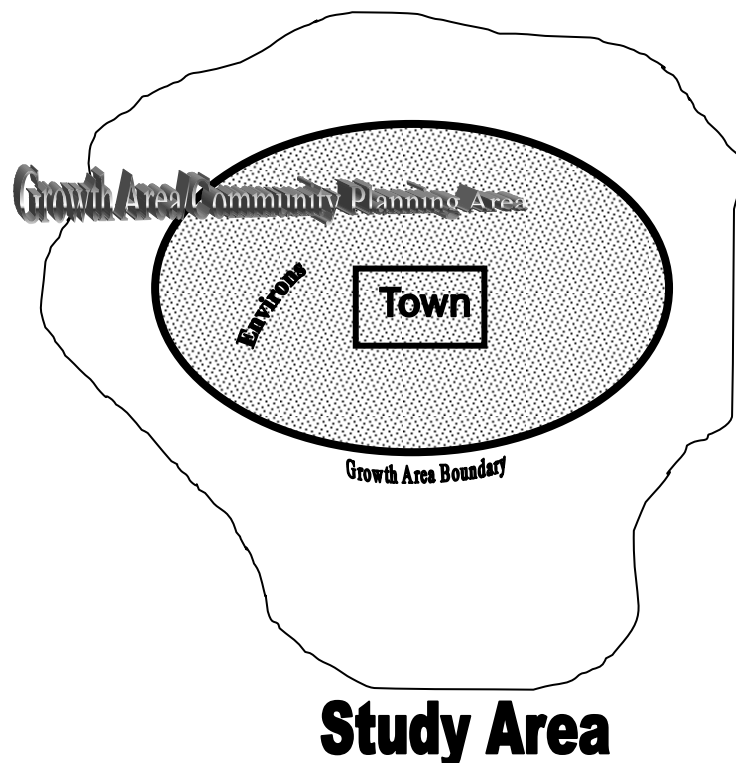 Growth Area/Community Planning Area
Environs
Town
Growth Area Boundary
Study Area